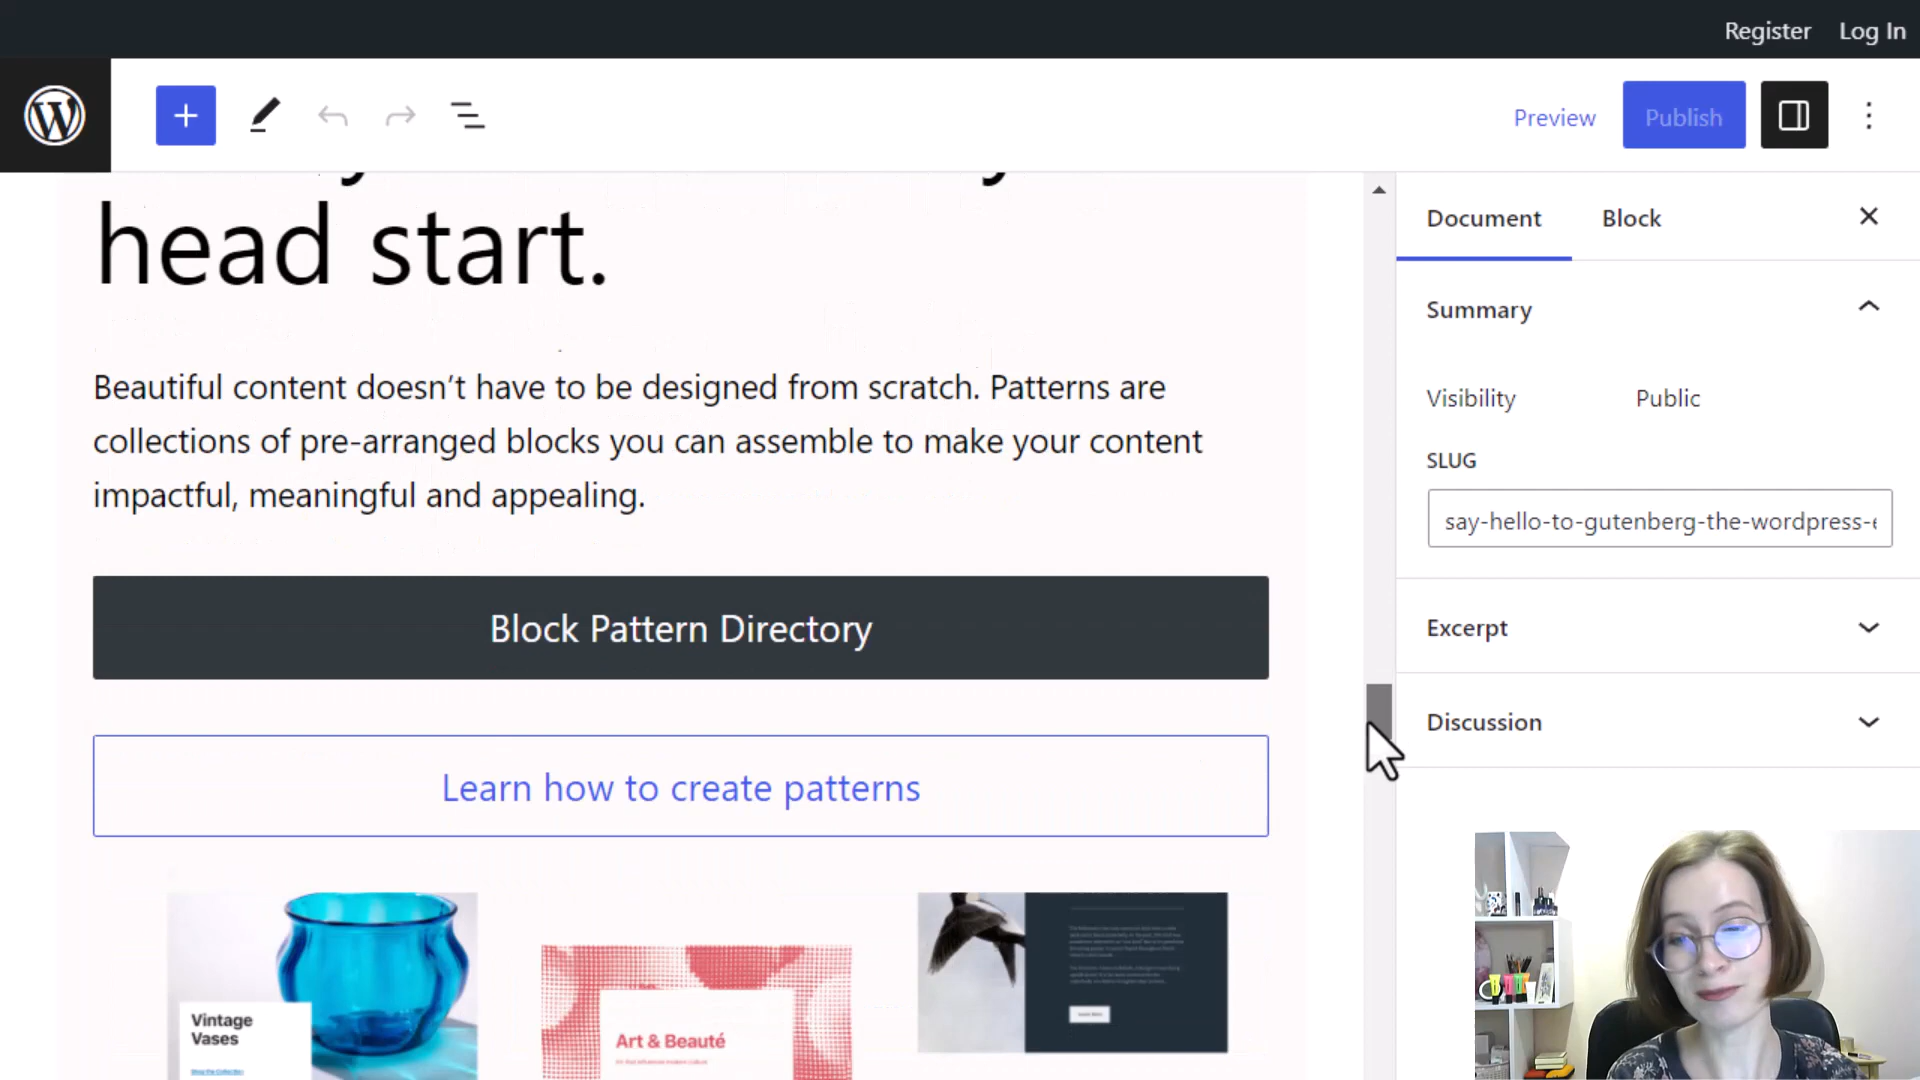 Register Log In
Preview Publish
head start.
Beautiful content doesn’t have to be designed from scratch. Patterns are
collections of pre-arranged blocks you can assemble to make your content
impactful, meaningful and appealing.
Block Pattern Directory
Learn how to create patterns
Vintage
Vases
Shop the Collection
Art & Beauté
Document Block
Summary
Visibility Public
SLUG
say-hello-to-gutenberg-the-wordpress-e
Excerpt
Discussion